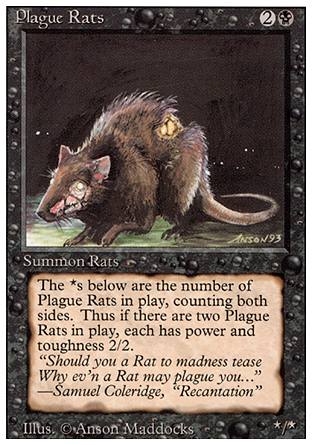 Plague Rats 2
ANSON 93
Summon Rats
The *s below are the number of
Plague Rats in play, counting both
sides. Thus if there are two Plague
Rats in play, each has power and
toughness 2/2.
"Should you a Rat to madness tease
Why ev'n a Rat may plague you..."
—Samuel Coleridge, "Recantation"
*/*
Illus. © Anson Maddocks